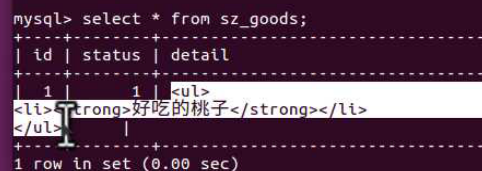 mysql> select * from sz_goods;
+----+--------+------------------------------------
| id | status | detail
+----+--------+------------------------------------
| 1 | 1 | <ul>
<li><strong>好吃的桃子</strong></li>
</ul> |
+----+--------+------------------------------------
1 row in set (0.00 sec)